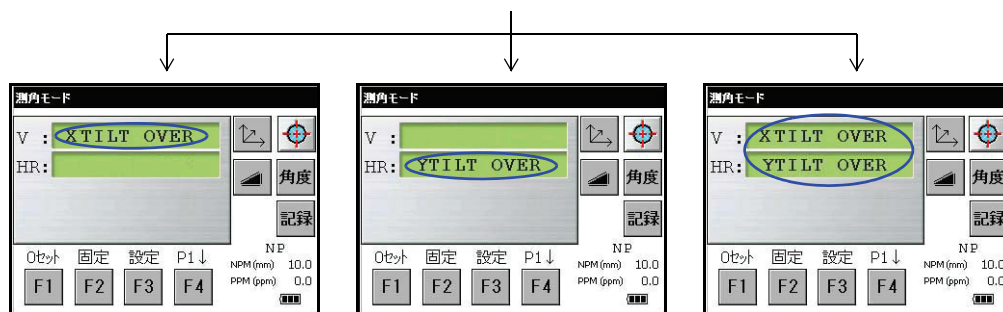 測角モード
V : XTILT OVER
HR:
角度
記録
0セット 固定 設定 P1↓
F1 F2 F3 F4
NP
NPM (mm) 10.0
PPM (ppm) 0.0
測角モード
V :
HR: YTILT OVER
角度
記録
0セット 固定 設定 P1↓
F1 F2 F3 F4
NP
NPM (mm) 10.0
PPM (ppm) 0.0
測角モード
V : XTILT OVER
HR: YTILT OVER
角度
記録
0セット 固定 設定 P1↓
F1 F2 F3 F4
NP
NPM (mm) 10.0
PPM (ppm) 0.0